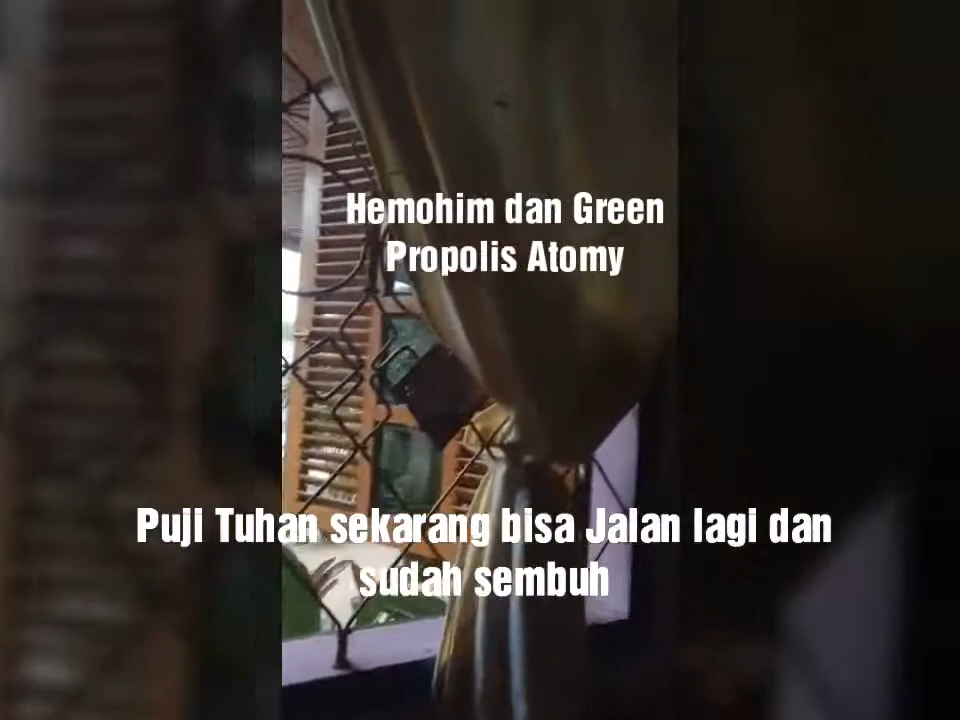 Hemohim dan Green
Propolis Atomy
Puji Tuhan sekarang bisa Jalan lagi dan
sudah sembuh